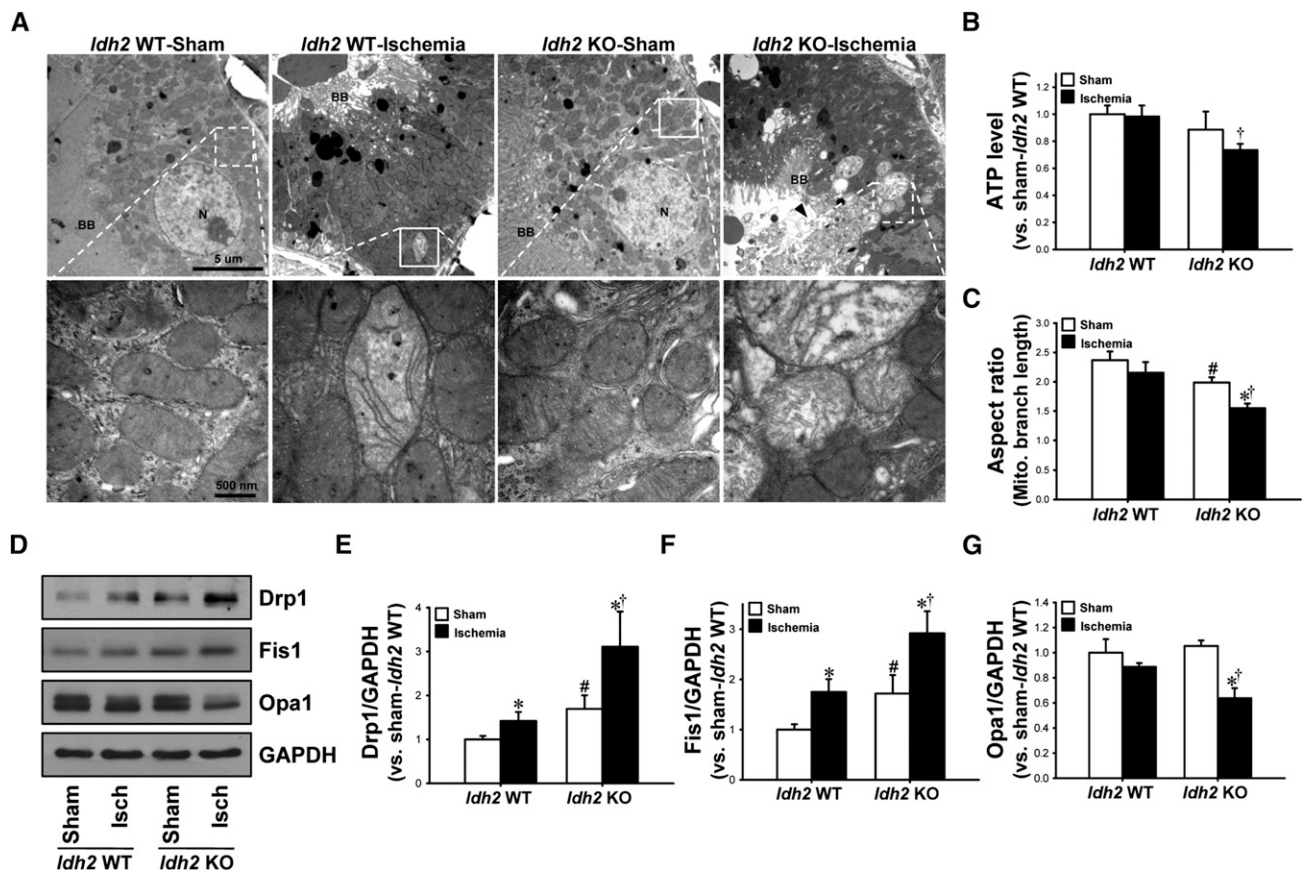 A
Idh2 WT-Sham
Idh2 WT-Ischemia
Idh2 KO-Sham
Idh2 KO-Ischemia
BB
N
5 um
BB
BB
N
BB
500 nm
B
ATP level
(vs. sham-Idh2 WT)
Sham
Ischemia
1.2
1.0
0.8
0.6
0.4
0.2
0.0
†
Idh2 WT
Idh2 KO
C
Aspect ratio
(Mito. branch length)
Sham
Ischemia
3.0
2.5
2.0
1.5
1.0
0.5
0.0
#
*†
Idh2 WT
Idh2 KO
D
Drp1
Fis1
Opa1
GAPDH
Sham
Isch
Sham
Isch
Idh2 WT
Idh2 KO
E
Drp1/GAPDH
(vs. sham-Idh2 WT)
Sham
Ischemia
4
3
2
1
0
*
#
*†
Idh2 WT
Idh2 KO
F
Fis1/GAPDH
(vs. sham-Idh2 WT)
Sham
Ischemia
3
2
1
0
*
#
*†
Idh2 WT
Idh2 KO
G
Opa1/GAPDH
(vs. sham-Idh2 WT)
Sham
Ischemia
1.2
1.0
0.8
0.6
0.4
0.2
0.0
*†
Idh2 WT
Idh2 KO